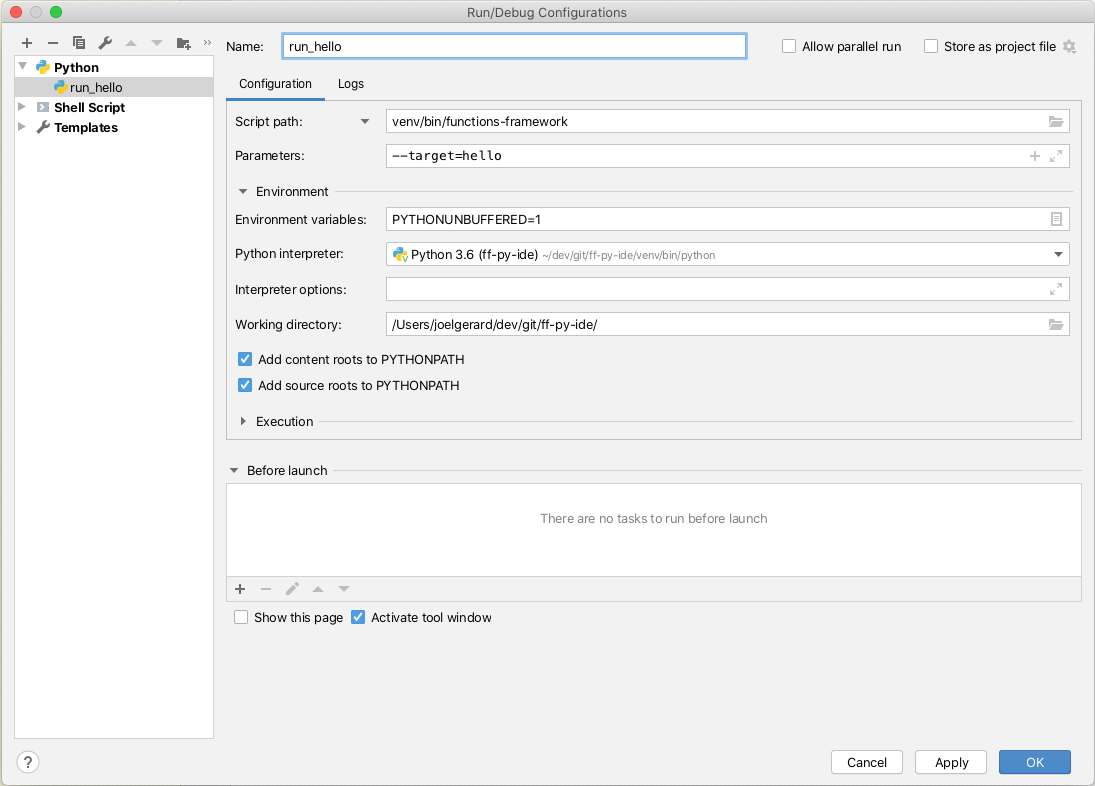 Run/Debug Configurations
Name: run_hello Allow parallel run Store as project file
Python
run_hello
Shell Script
Templates
Configuration Logs
Script path: venv/bin/functions-framework
Parameters: --target=hello
Environment
Environment variables: PYTHONUNBUFFERED=1
Python interpreter: Python 3.6 (ff-py-ide) ~/dev/git/ff-py-ide/venv/bin/python
Interpreter options:
Working directory: /Users/joelgerard/dev/git/ff-py-ide/
Add content roots to PYTHONPATH
Add source roots to PYTHONPATH
Execution
Before launch
There are no tasks to run before launch
Show this page Activate tool window
? Cancel Apply OK